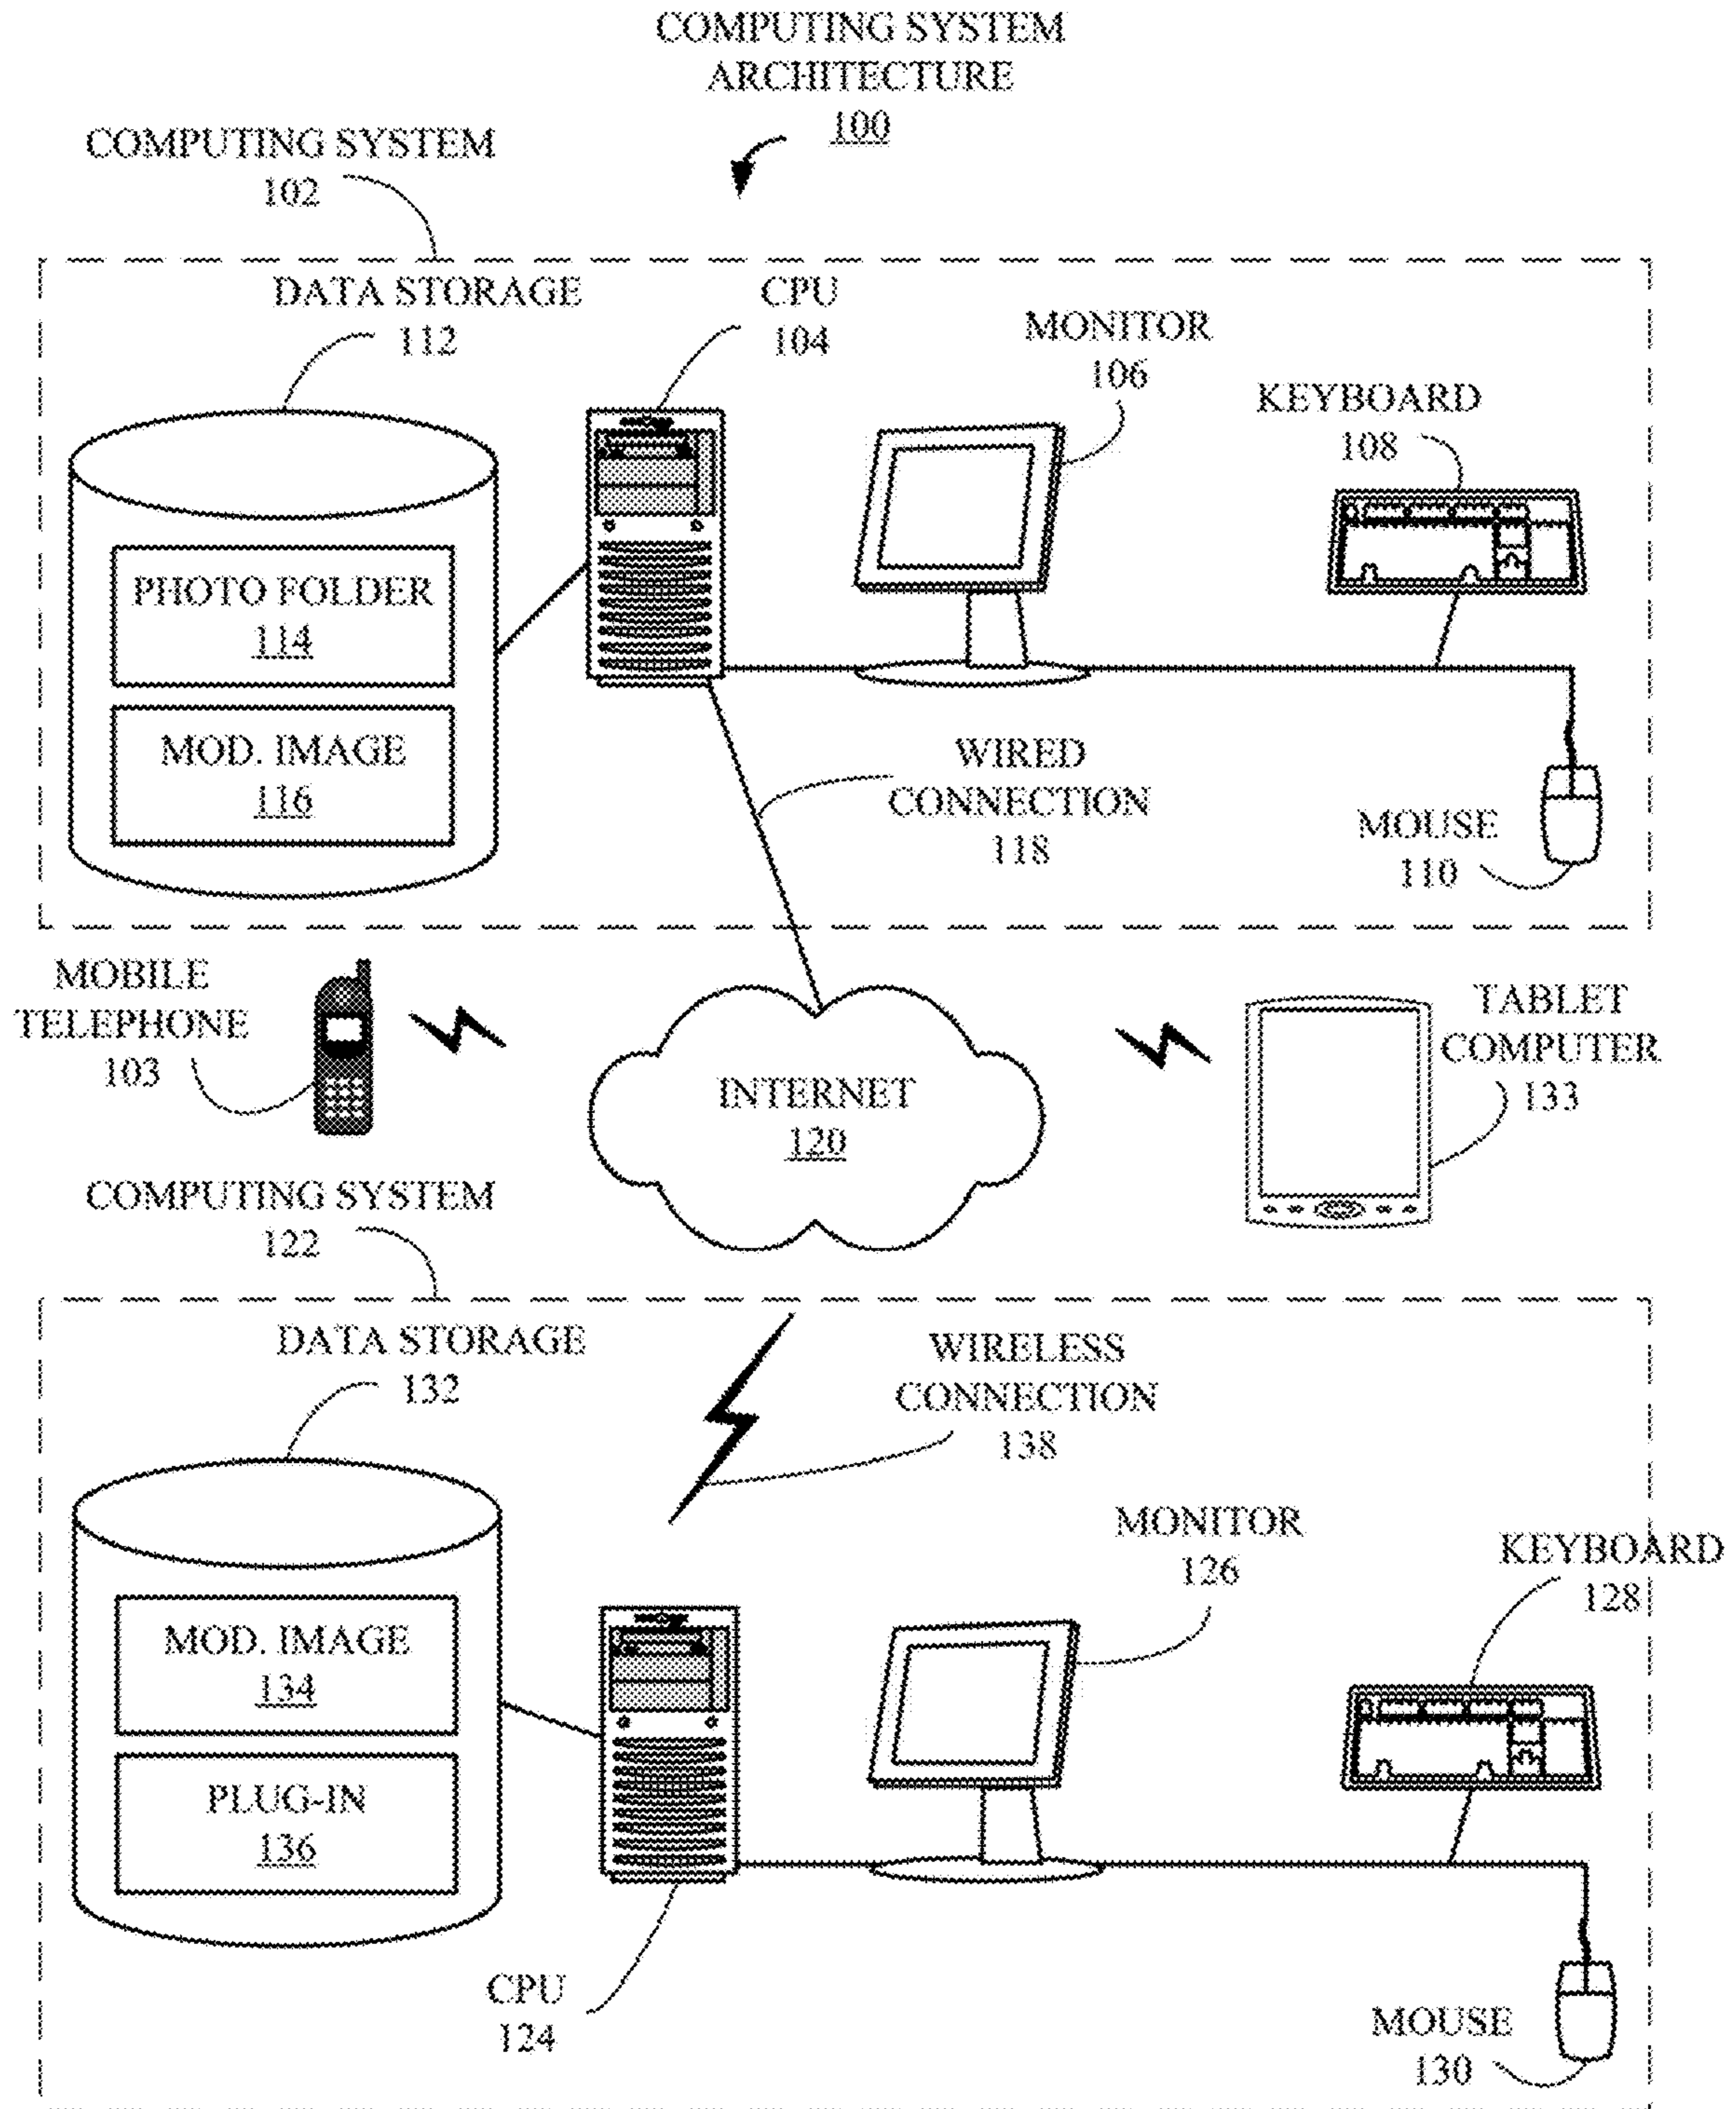 COMPUTING SYSTEM
ARCHITECTURE
100
COMPUTING SYSTEM
102
DATA STORAGE
112
CPU
104
MONITOR
106
KEYBOARD
108
PHOTO FOLDER
114
MOD. IMAGE
116
WIRED
CONNECTION
118
MOUSE
110
MOBILE
TELEPHONE
103
INTERNET
120
TABLET
COMPUTER
133
COMPUTING SYSTEM
122
DATA STORAGE
132
WIRELESS
CONNECTION
138
MONITOR
126
KEYBOARD
128
MOD. IMAGE
134
PLUG-IN
136
CPU
124
MOUSE
130